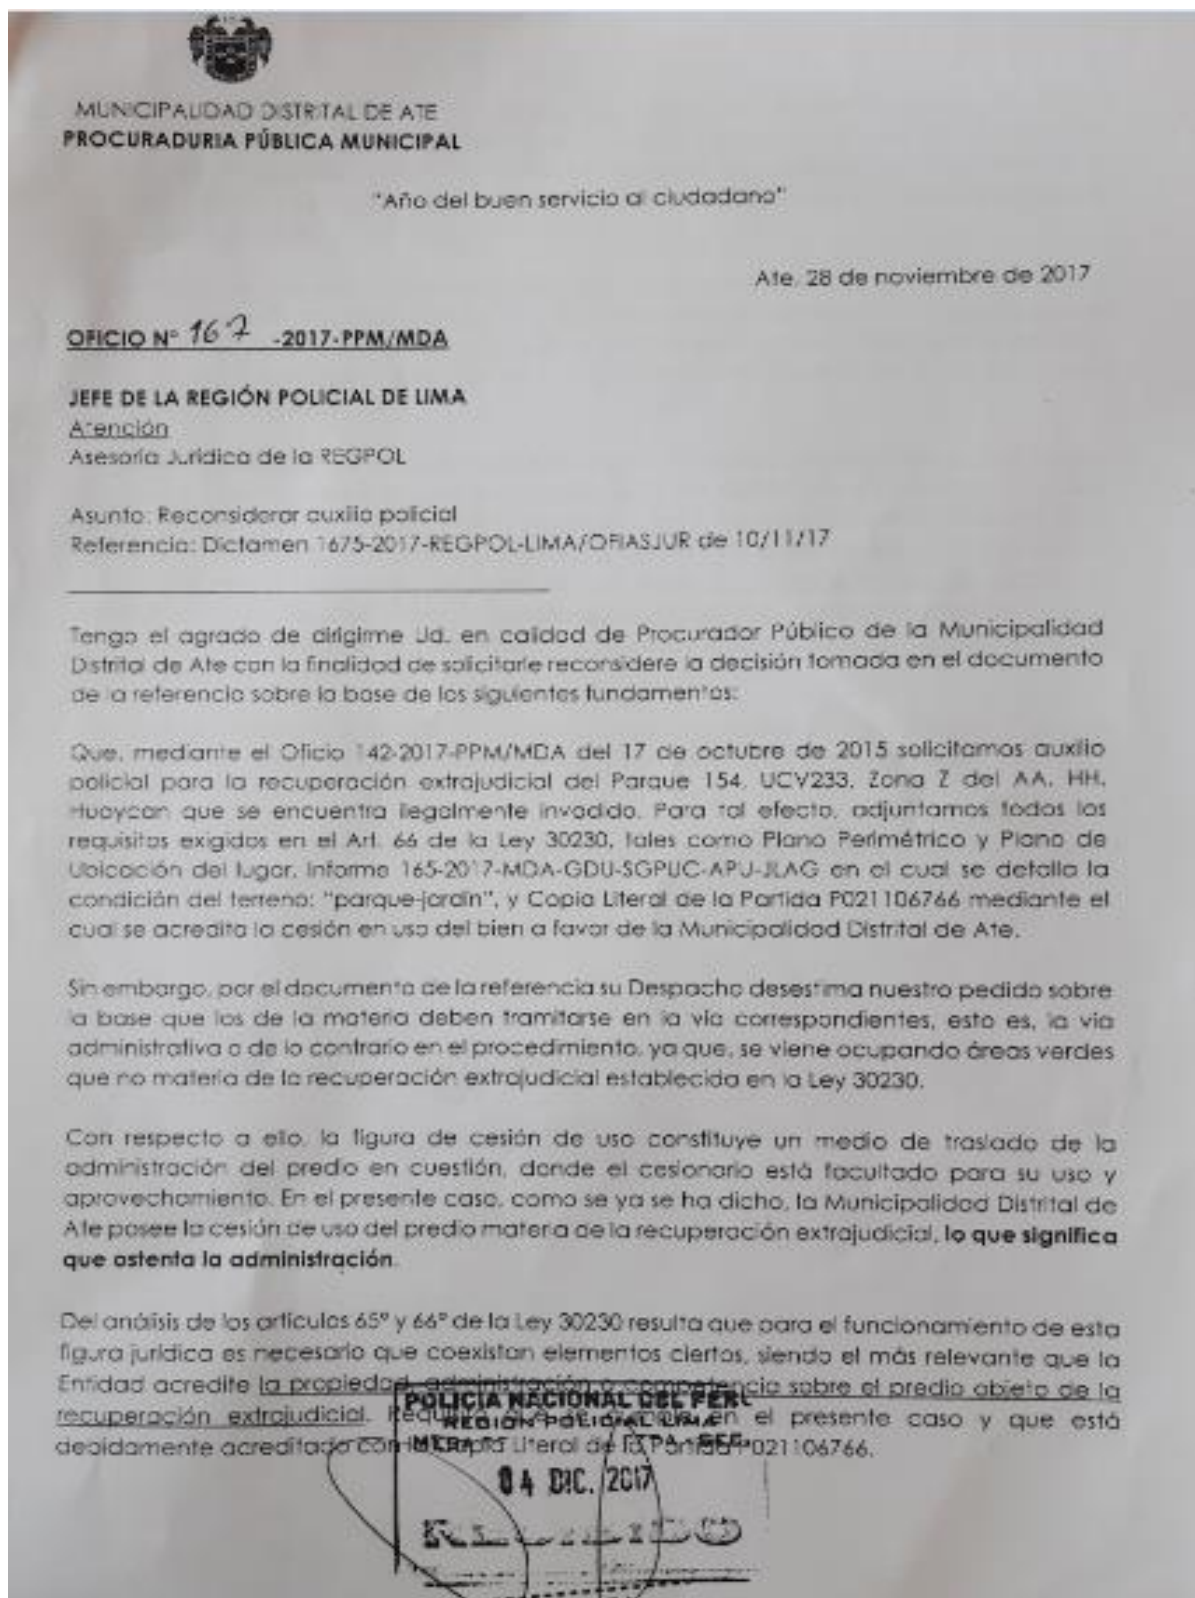 MUNICIPALIDAD DISTRITAL DE ATE
PROCURADURIA PÚBLICA MUNICIPAL
"Año del buen servicio al ciudadano"
Ate, 28 de noviembre de 2017
OFICIO N° 167 -2017-PPM/MDA
JEFE DE LA REGIÓN POLICIAL DE LIMA
Atención
Asesoría Jurídica de la REGPOL
Asunto: Reconsiderar auxilio policial
Referencia: Dictamen 1675-2017-REGPOL-LIMA/OFIASJUR de 10/11/17
Tengo el agrado de dirigirme Ud. en calidad de Procurador Público de la Municipalidad
Distrital de Ate con la finalidad de solicitarle reconsidere la decisión tomada en el documento
de la referencia sobre la base de los siguientes fundamentos:
Que, mediante el Oficio 142-2017-PPM/MDA del 17 de octubre de 2015 solicitamos auxilio
policial para la recuperación extrajudicial del Parque 154, UCV233, Zona Z del AA. HH.
Huaycan que se encuentra ilegalmente invadido. Para tal efecto, adjuntamos todos los
requisitos exigidos en el Art. 66 de la Ley 30230, tales como Plano Perimétrico y Plano de
Ubicación del lugar, Informe 165-2017-MDA-GDU-SGPUC-APU-JLAG en el cual se detalla la
condición del terreno: "parque-jardín", y Copia Literal de la Partida P021106766 mediante el
cual se acredita la cesión en uso del bien a favor de la Municipalidad Distrital de Ate.
Sin embargo, por el documento de la referencia su Despacho desestima nuestro pedido sobre
la base que los de la materia deben tramitarse en la vía correspondientes, esto es, la vía
administrativa o de lo contrario en el procedimiento, ya que, se viene ocupando áreas verdes
que no materia de la recuperación extrajudicial establecida en la Ley 30230.
Con respecto a ello, la figura de cesión de uso constituye un medio de traslado de la
administración del predio en cuestión, donde el cesionario está facultado para su uso y
aprovechamiento. En el presente caso, como se ya se ha dicho, la Municipalidad Distrital de
Ate posee la cesión de uso del predio materia de la recuperación extrajudicial, lo que significa
que ostenta la administración.
Del análisis de los artículos 65° y 66° de la Ley 30230 resulta que para el funcionamiento de esta
figura jurídica es necesario que coexistan elementos ciertos, siendo el más relevante que la
Entidad acredite la propiedad, administración o competencia sobre el predio objeto de la
recuperación extrajudicial. en el presente caso y que está
debidamente acreditado con la Copia Literal de la Partida P021106766.
POLICIA NACIONAL DEL PERU
REGION POLICIAL LIMA
04 DIC. 2017